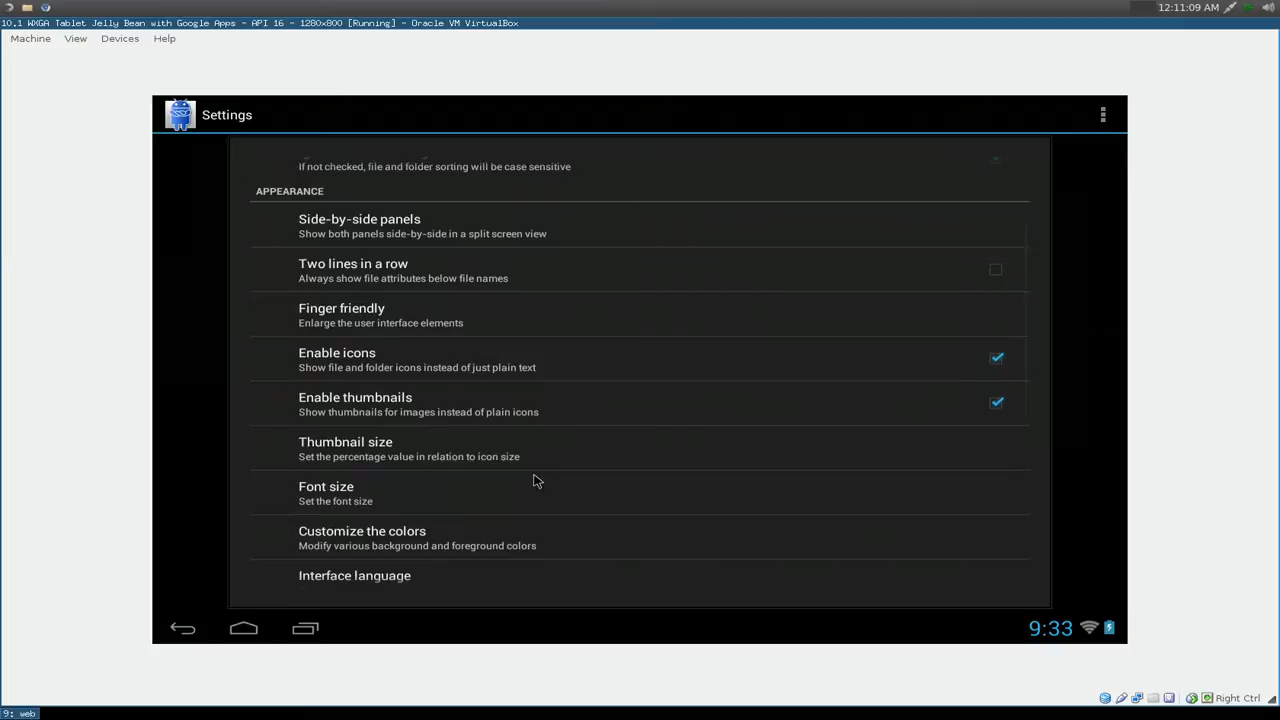 12:11:09 AM
10.1 WXGA Tablet Jelly Bean with Google Apps - API 16 - 1280x800 [Running] - Oracle VM VirtualBox
Machine View Devices Help
Settings
If not checked, file and folder sorting will be case sensitive
APPEARANCE
Side-by-side panels
Show both panels side-by-side in a split screen view
Two lines in a row
Always show file attributes below file names
Finger friendly
Enlarge the user interface elements
Enable icons
Show file and folder icons instead of just plain text
Enable thumbnails
Show thumbnails for images instead of plain icons
Thumbnail size
Set the percentage value in relation to icon size
Font size
Set the font size
Customize the colors
Modify various background and foreground colors
Interface language
9:33
Right Ctrl
9: web